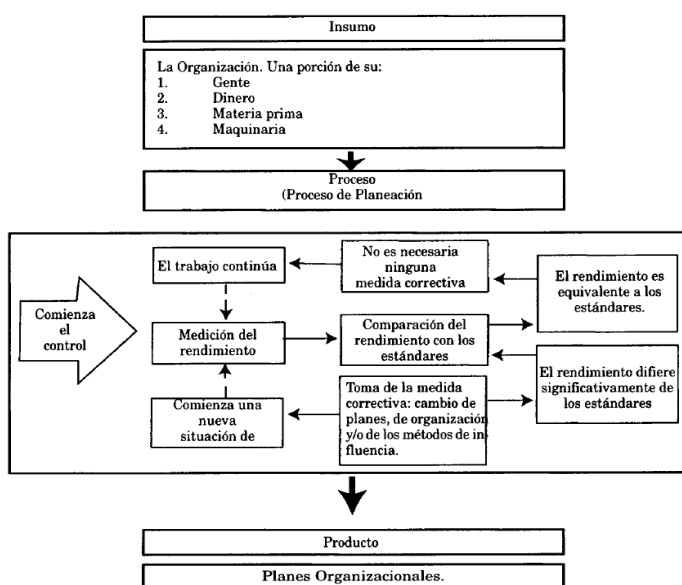 Insumo
La Organización. Una porción de su:
1. Gente
2. Dinero
3. Materia prima
4. Maquinaria
Proceso
(Proceso de Planeación
Comienza
el
control
El trabajo continúa
No es necesaria
ninguna
medida correctiva
El rendimiento es
equivalente a los
estándares.
Medición del
rendimiento
Comparación del
rendimiento con los
estándares
Comienza una
nueva
situación de
Toma de la medida
correctiva: cambio de
planes, de organización
y/o de los métodos de in
fluencia.
El rendimiento difiere
significativamente de
los estándares
Producto
Planes Organizacionales.